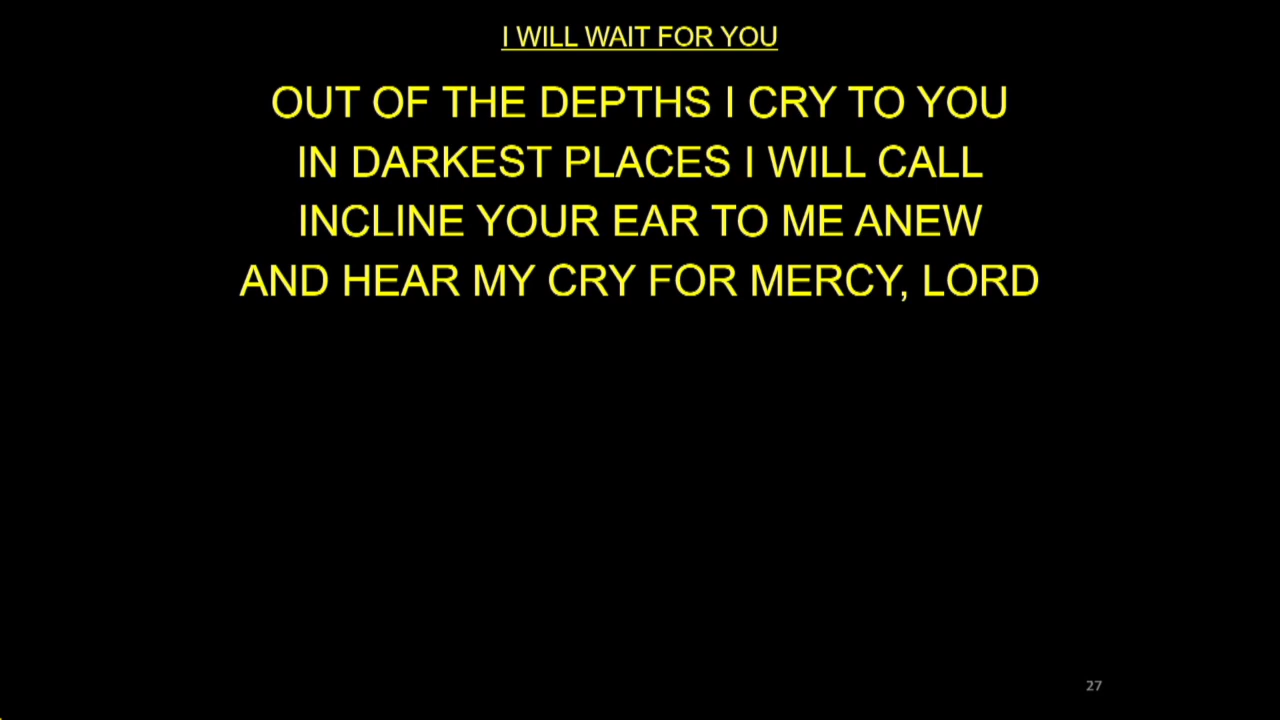 I WILL WAIT FOR YOU
OUT OF THE DEPTHS I CRY TO YOU
IN DARKEST PLACES I WILL CALL
INCLINE YOUR EAR TO ME ANEW
AND HEAR MY CRY FOR MERCY, LORD
27